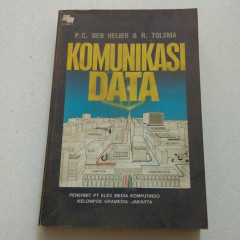 P.C. DEN HEIJER & R. TOLSMA
KOMUNIKASI
DATA
PENERBIT PT ELEX MEDIA KOMPUTINDO
KELOMPOK GRAMEDIA - JAKARTA